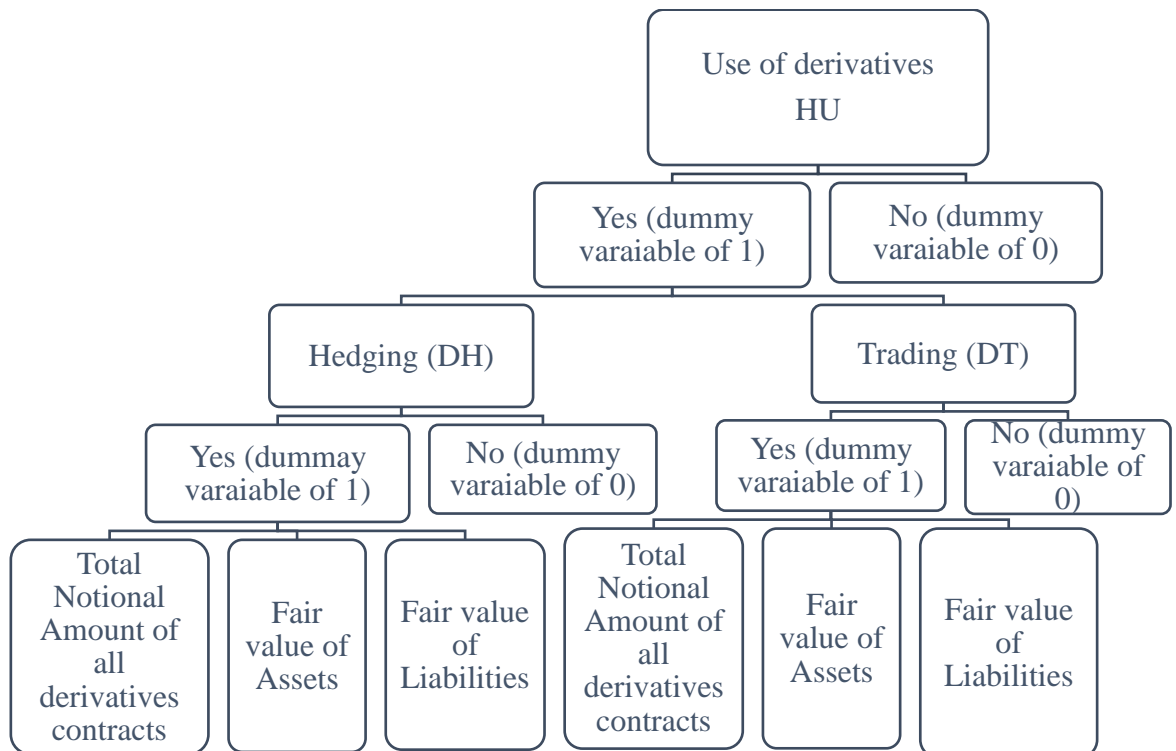 Use of derivatives
HU
Yes (dummy
varaiable of 1)
No (dummy
varaiable of 0)
Hedging (DH)
Trading (DT)
Yes (dummay
varaiable of 1)
No (dummy
varaiable of 0)
Yes (dummy
varaiable of 1)
No (dummy
varaiable of
0)
Total
Notional
Amount of
all
derivatives
contracts
Fair
value of
Assets
Fair value
of
Liabilities
Total
Notional
Amount of
all
derivatives
contracts
Fair
value of
Assets
Fair value
of
Liabilities